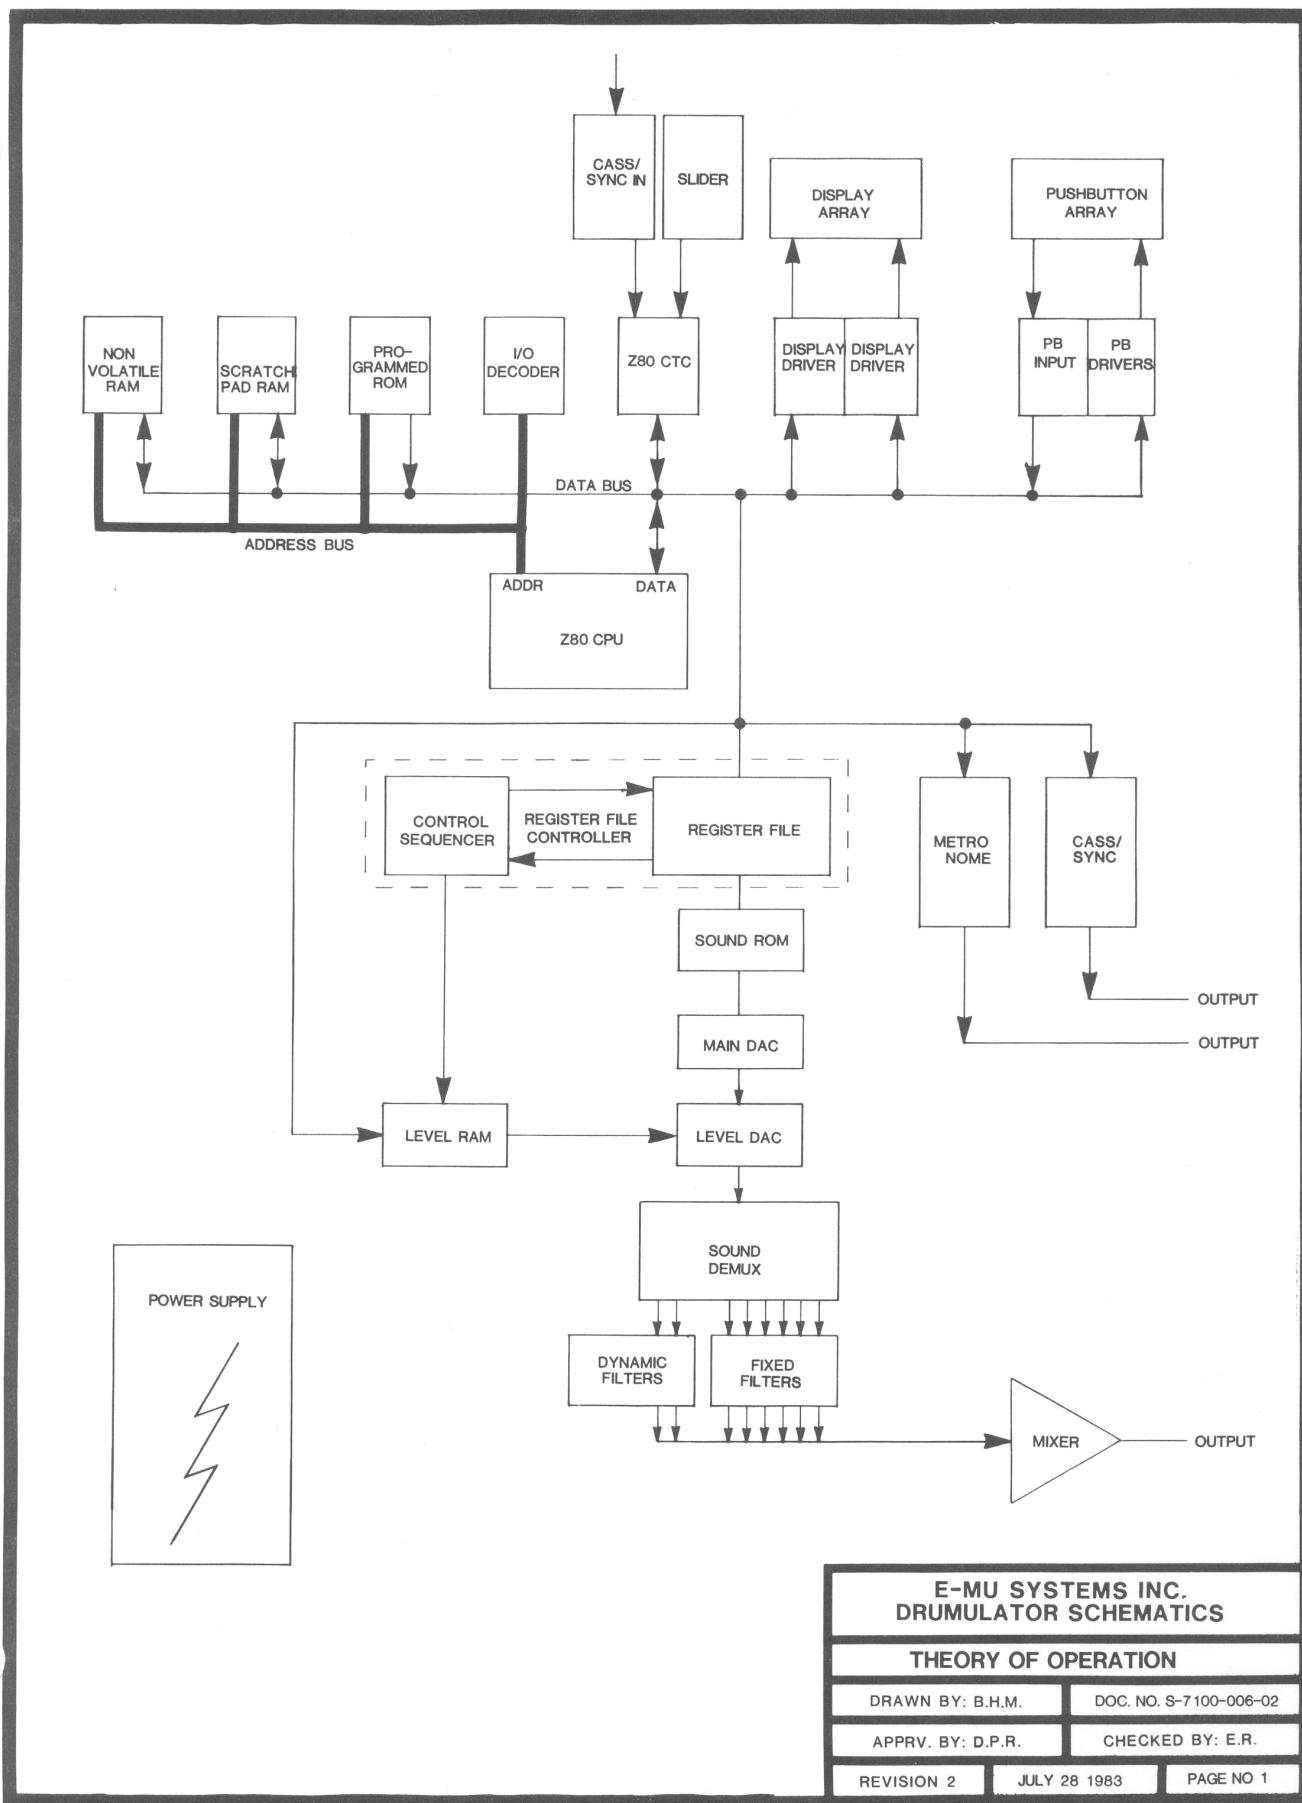 CASS/
SYNC IN
SLIDER
DISPLAY
ARRAY
PUSHBUTTON
ARRAY
NON
VOLATILE
RAM
SCRATCH
PAD RAM
PRO-
GRAMMED
ROM
I/O
DECODER
Z80 CTC
DISPLAY
DRIVER
DISPLAY
DRIVER
PB
INPUT
PB
DRIVERS
DATA BUS
ADDRESS BUS
ADDR
DATA
Z80 CPU
CONTROL
SEQUENCER
REGISTER FILE
CONTROLLER
REGISTER FILE
METRO
NOME
CASS/
SYNC
SOUND ROM
OUTPUT
MAIN DAC
OUTPUT
LEVEL RAM
LEVEL DAC
SOUND
DEMUX
POWER SUPPLY
DYNAMIC
FILTERS
FIXED
FILTERS
MIXER
OUTPUT
E-MU SYSTEMS INC.
DRUMULATOR SCHEMATICS
THEORY OF OPERATION
DRAWN BY: B.H.M.
DOC. NO. S-7100-006-02
APPRV. BY: D.P.R.
CHECKED BY: E.R.
REVISION 2
JULY 28 1983
PAGE NO 1